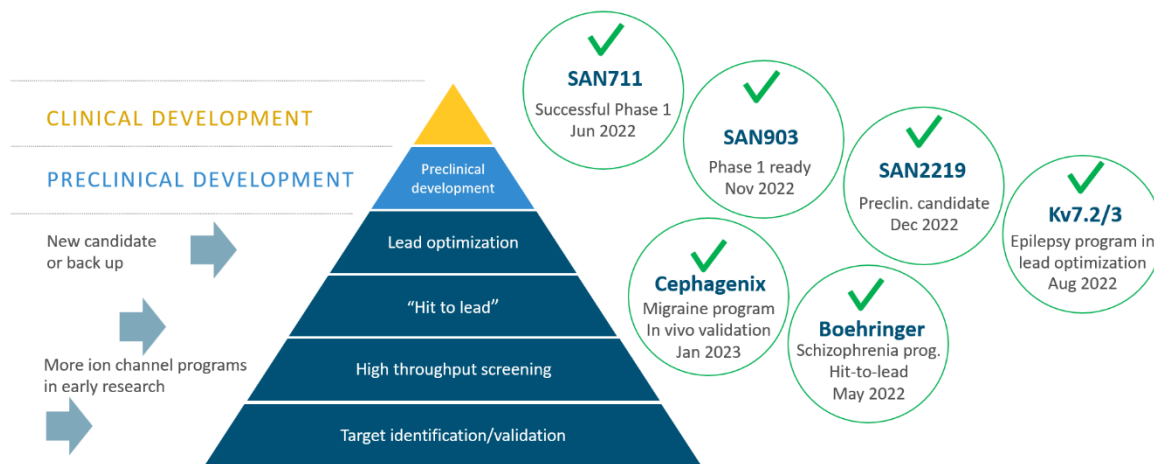 CLINICAL DEVELOPMENT
PRECLINICAL DEVELOPMENT
New candidate
or back up
More ion channel programs
in early research
Preclinical
development
Lead optimization
“Hit to lead”
High throughput screening
Target identification/validation
SAN711
Successful Phase 1
Jun 2022
SAN903
Phase 1 ready
Nov 2022
SAN2219
Preclin. candidate
Dec 2022
Kv7.2/3
Epilepsy program in
lead optimization
Aug 2022
Cephagenix
Migraine program
In vivo validation
Jan 2023
Boehringer
Schizophrenia prog.
Hit-to-lead
May 2022